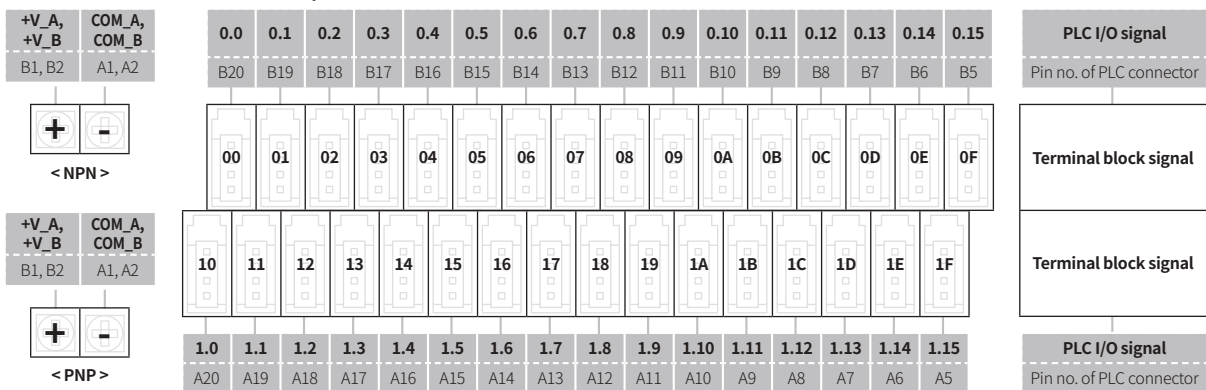 +V_A, COM_A,
+V_B COM_B
B1, B2 A1, A2
+ -
< NPN >
0.0 0.1 0.2 0.3 0.4 0.5 0.6 0.7 0.8 0.9 0.10 0.11 0.12 0.13 0.14 0.15 PLC I/O signal
B20 B19 B18 B17 B16 B15 B14 B13 B12 B11 B10 B9 B8 B7 B6 B5 Pin no. of PLC connector
00 01 02 03 04 05 06 07 08 09 0A 0B 0C 0D 0E 0F Terminal block signal
+V_A, COM_A,
+V_B COM_B
B1, B2 A1, A2
+ -
< PNP >
10 11 12 13 14 15 16 17 18 19 1A 1B 1C 1D 1E 1F Terminal block signal
1.0 1.1 1.2 1.3 1.4 1.5 1.6 1.7 1.8 1.9 1.10 1.11 1.12 1.13 1.14 1.15 PLC I/O signal
A20 A19 A18 A17 A16 A15 A14 A13 A12 A11 A10 A9 A8 A7 A6 A5 Pin no. of PLC connector